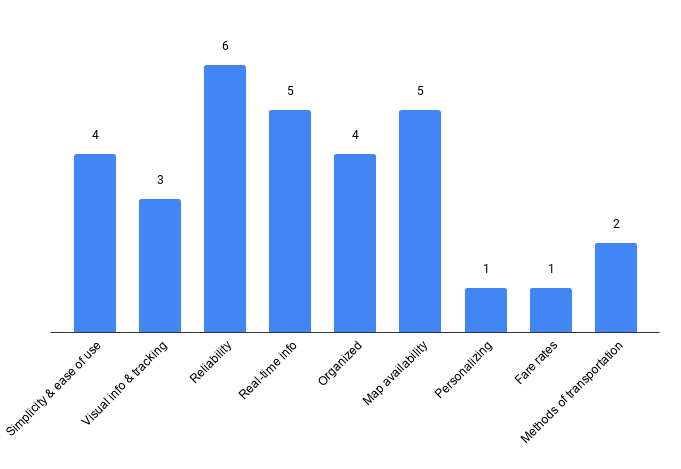 6
5
5
4
4
3
2
1
1
Simplicity & ease of use
Visual info & tracking
Reliability
Real-time info
Organized
Map availability
Personalizing
Fare rates
Methods of transportation